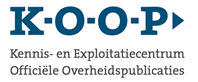 K-O-O-P
Kennis- en Exploitatiecentrum
Officiële Overheidspublicaties